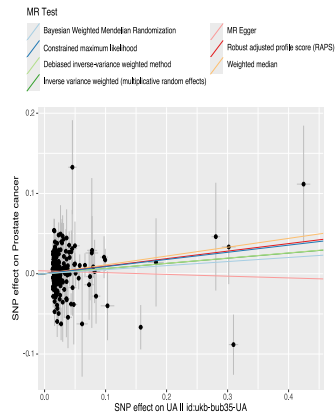 MR Test
Bayesian Weighted Mendelian Randomization
Constrained maximum likelihood
Debiased inverse-variance weighted method
Inverse variance weighted (multiplicative random effects)
MR Egger
Robust adjusted profile score (RAPS)
Weighted median
SNP effect on Prostate cancer
0.2
0.1
0.0
-0.1
0.0
0.1
0.2
0.3
0.4
SNP effect on UA II id:ukb-bub35-UA